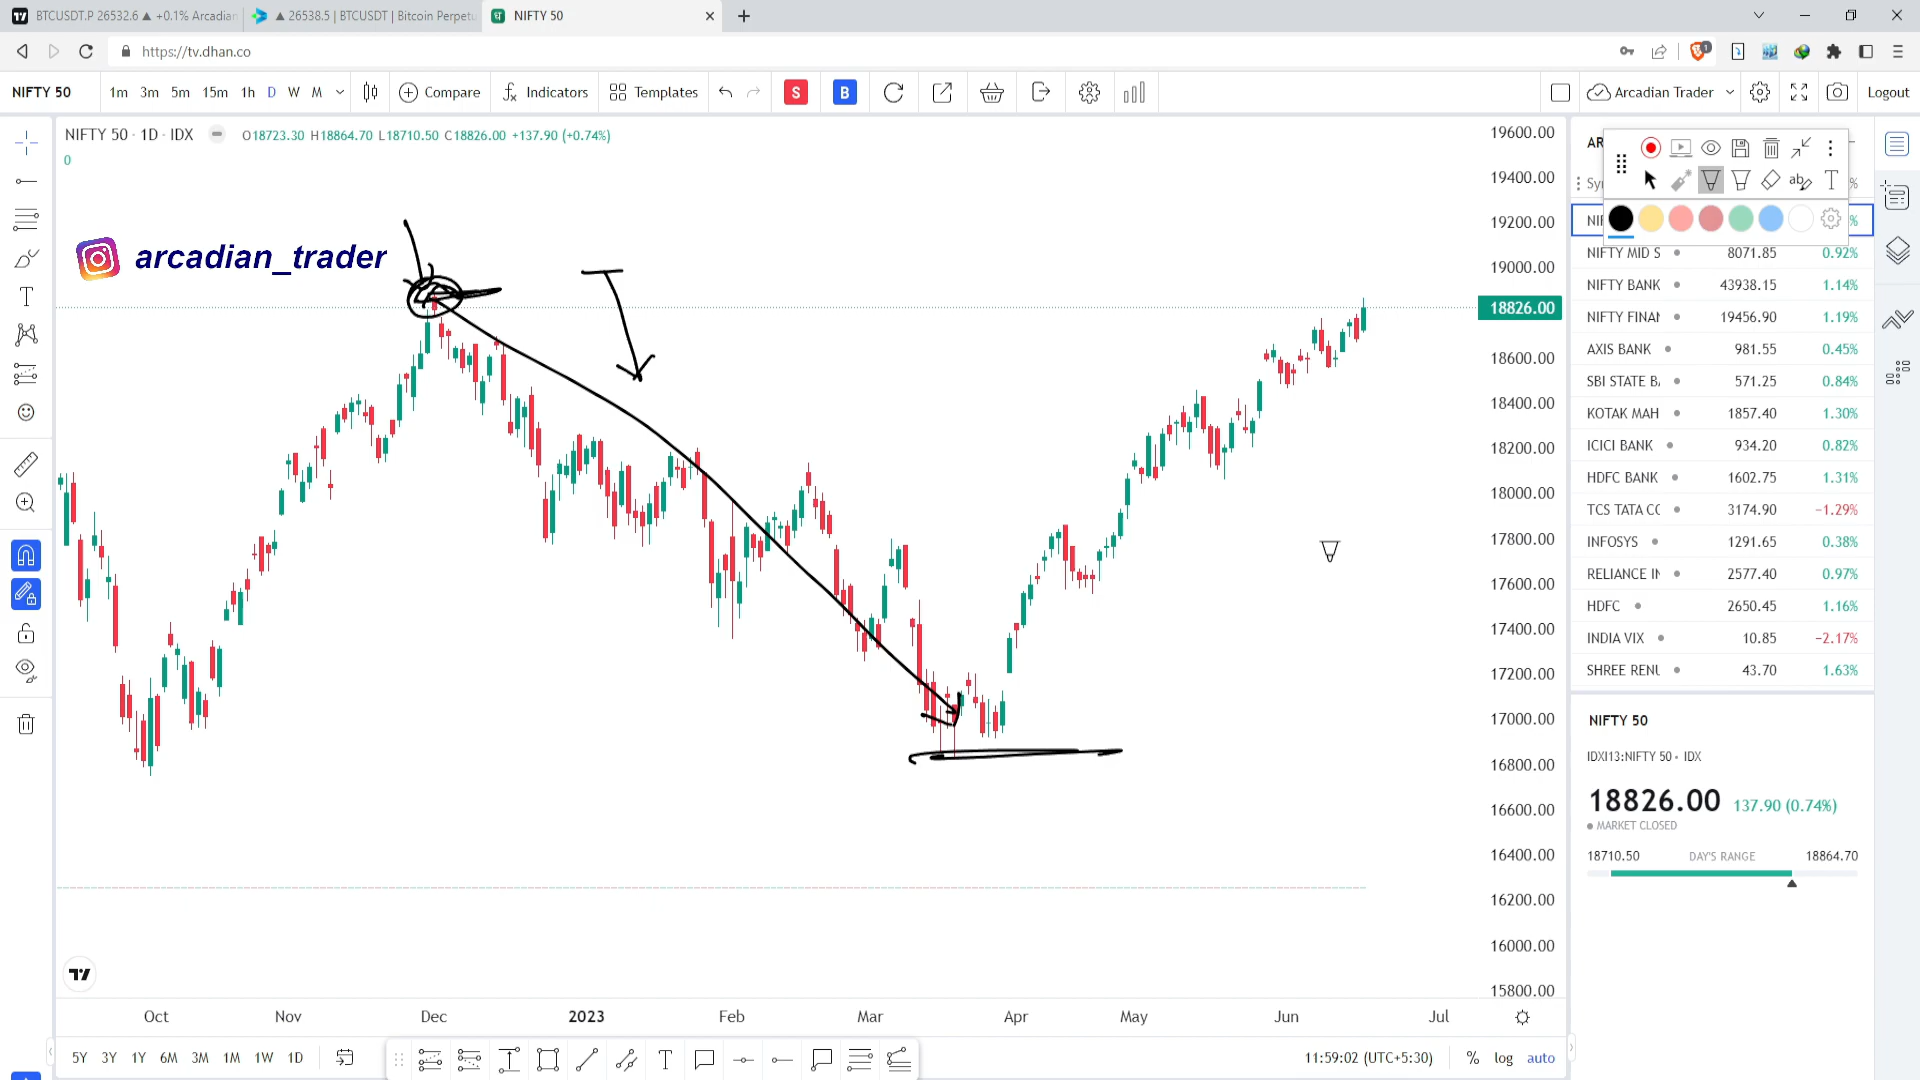 BTCUSDT.P 26532.6 ▲ +0.1% Arcadian
▲ 26538.5 | BTCUSDT | Bitcoin Perpetu
NIFTY 50
https://tv.dhan.co
NIFTY 50 1m 3m 5m 15m 1h D W M Compare Indicators Templates S B Arcadian Trader Logout
NIFTY 50 · 1D · IDX O18723.30 H18864.70 L18710.50 C18826.00 +137.90 (+0.74%)
0
arcadian_trader
19600.00
19400.00
19200.00
19000.00
18826.00
18600.00
18400.00
18200.00
18000.00
17800.00
17600.00
17400.00
17200.00
17000.00
16800.00
16600.00
16400.00
16200.00
16000.00
15800.00
Oct Nov Dec 2023 Feb Mar Apr May Jun Jul
5Y 3Y 1Y 6M 3M 1M 1W 1D
11:59:02 (UTC+5:30) % log auto
NIFTY MID S 8071.85 0.92%
NIFTY BANK 43938.15 1.14%
NIFTY FINAN 19456.90 1.19%
AXIS BANK 981.55 0.45%
SBI STATE BA 571.25 0.84%
KOTAK MAH 1857.40 1.30%
ICICI BANK 934.20 0.82%
HDFC BANK 1602.75 1.31%
TCS TATA CO 3174.90 −1.29%
INFOSYS 1291.65 0.38%
RELIANCE IN 2577.40 0.97%
HDFC 2650.45 1.16%
INDIA VIX 10.85 −2.17%
SHREE RENU 43.70 1.63%
NIFTY 50
IDXI13:NIFTY 50 • IDX
18826.00 137.90 (0.74%)
MARKET CLOSED
18710.50 DAY'S RANGE 18864.70